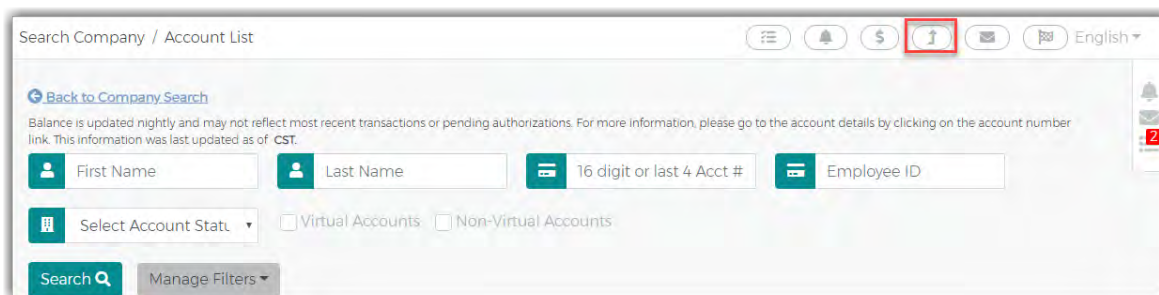 Search Company / Account List
$
English
Back to Company Search
Balance is updated nightly and may not reflect most recent transactions or pending authorizations. For more information, please go to the account details by clicking on the account number
link. This information was last updated as of CST.
2
First Name Last Name 16 digit or last 4 Acct # Employee ID
Select Account Statu Virtual Accounts Non-Virtual Accounts
Search Manage Filters